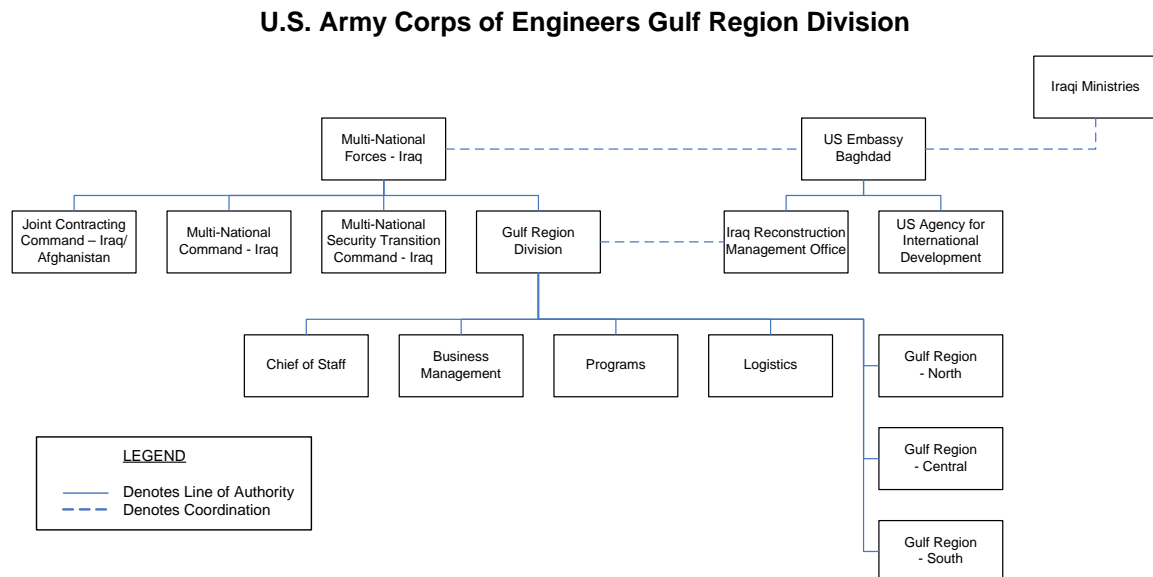 U.S. Army Corps of Engineers Gulf Region Division
Iraqi Ministries
Multi-National
Forses - Iraq
US Embassy
Baghdad
Joint Contracting
Command – Iraq/
Afghanistan
Multi-National
Command - Iraq
Multi-National
Security Transition
Command - Iraq
Gulf Region
Division
Iraq Reconstruction
Management Office
US Agency for
International
Development
Chief of Staff
Business
Management
Programs
Logistics
Gulf Region
- North
Gulf Region
- Central
Gulf Region
- South
LEGEND
Denotes Line of Authority
Denotes Coordination